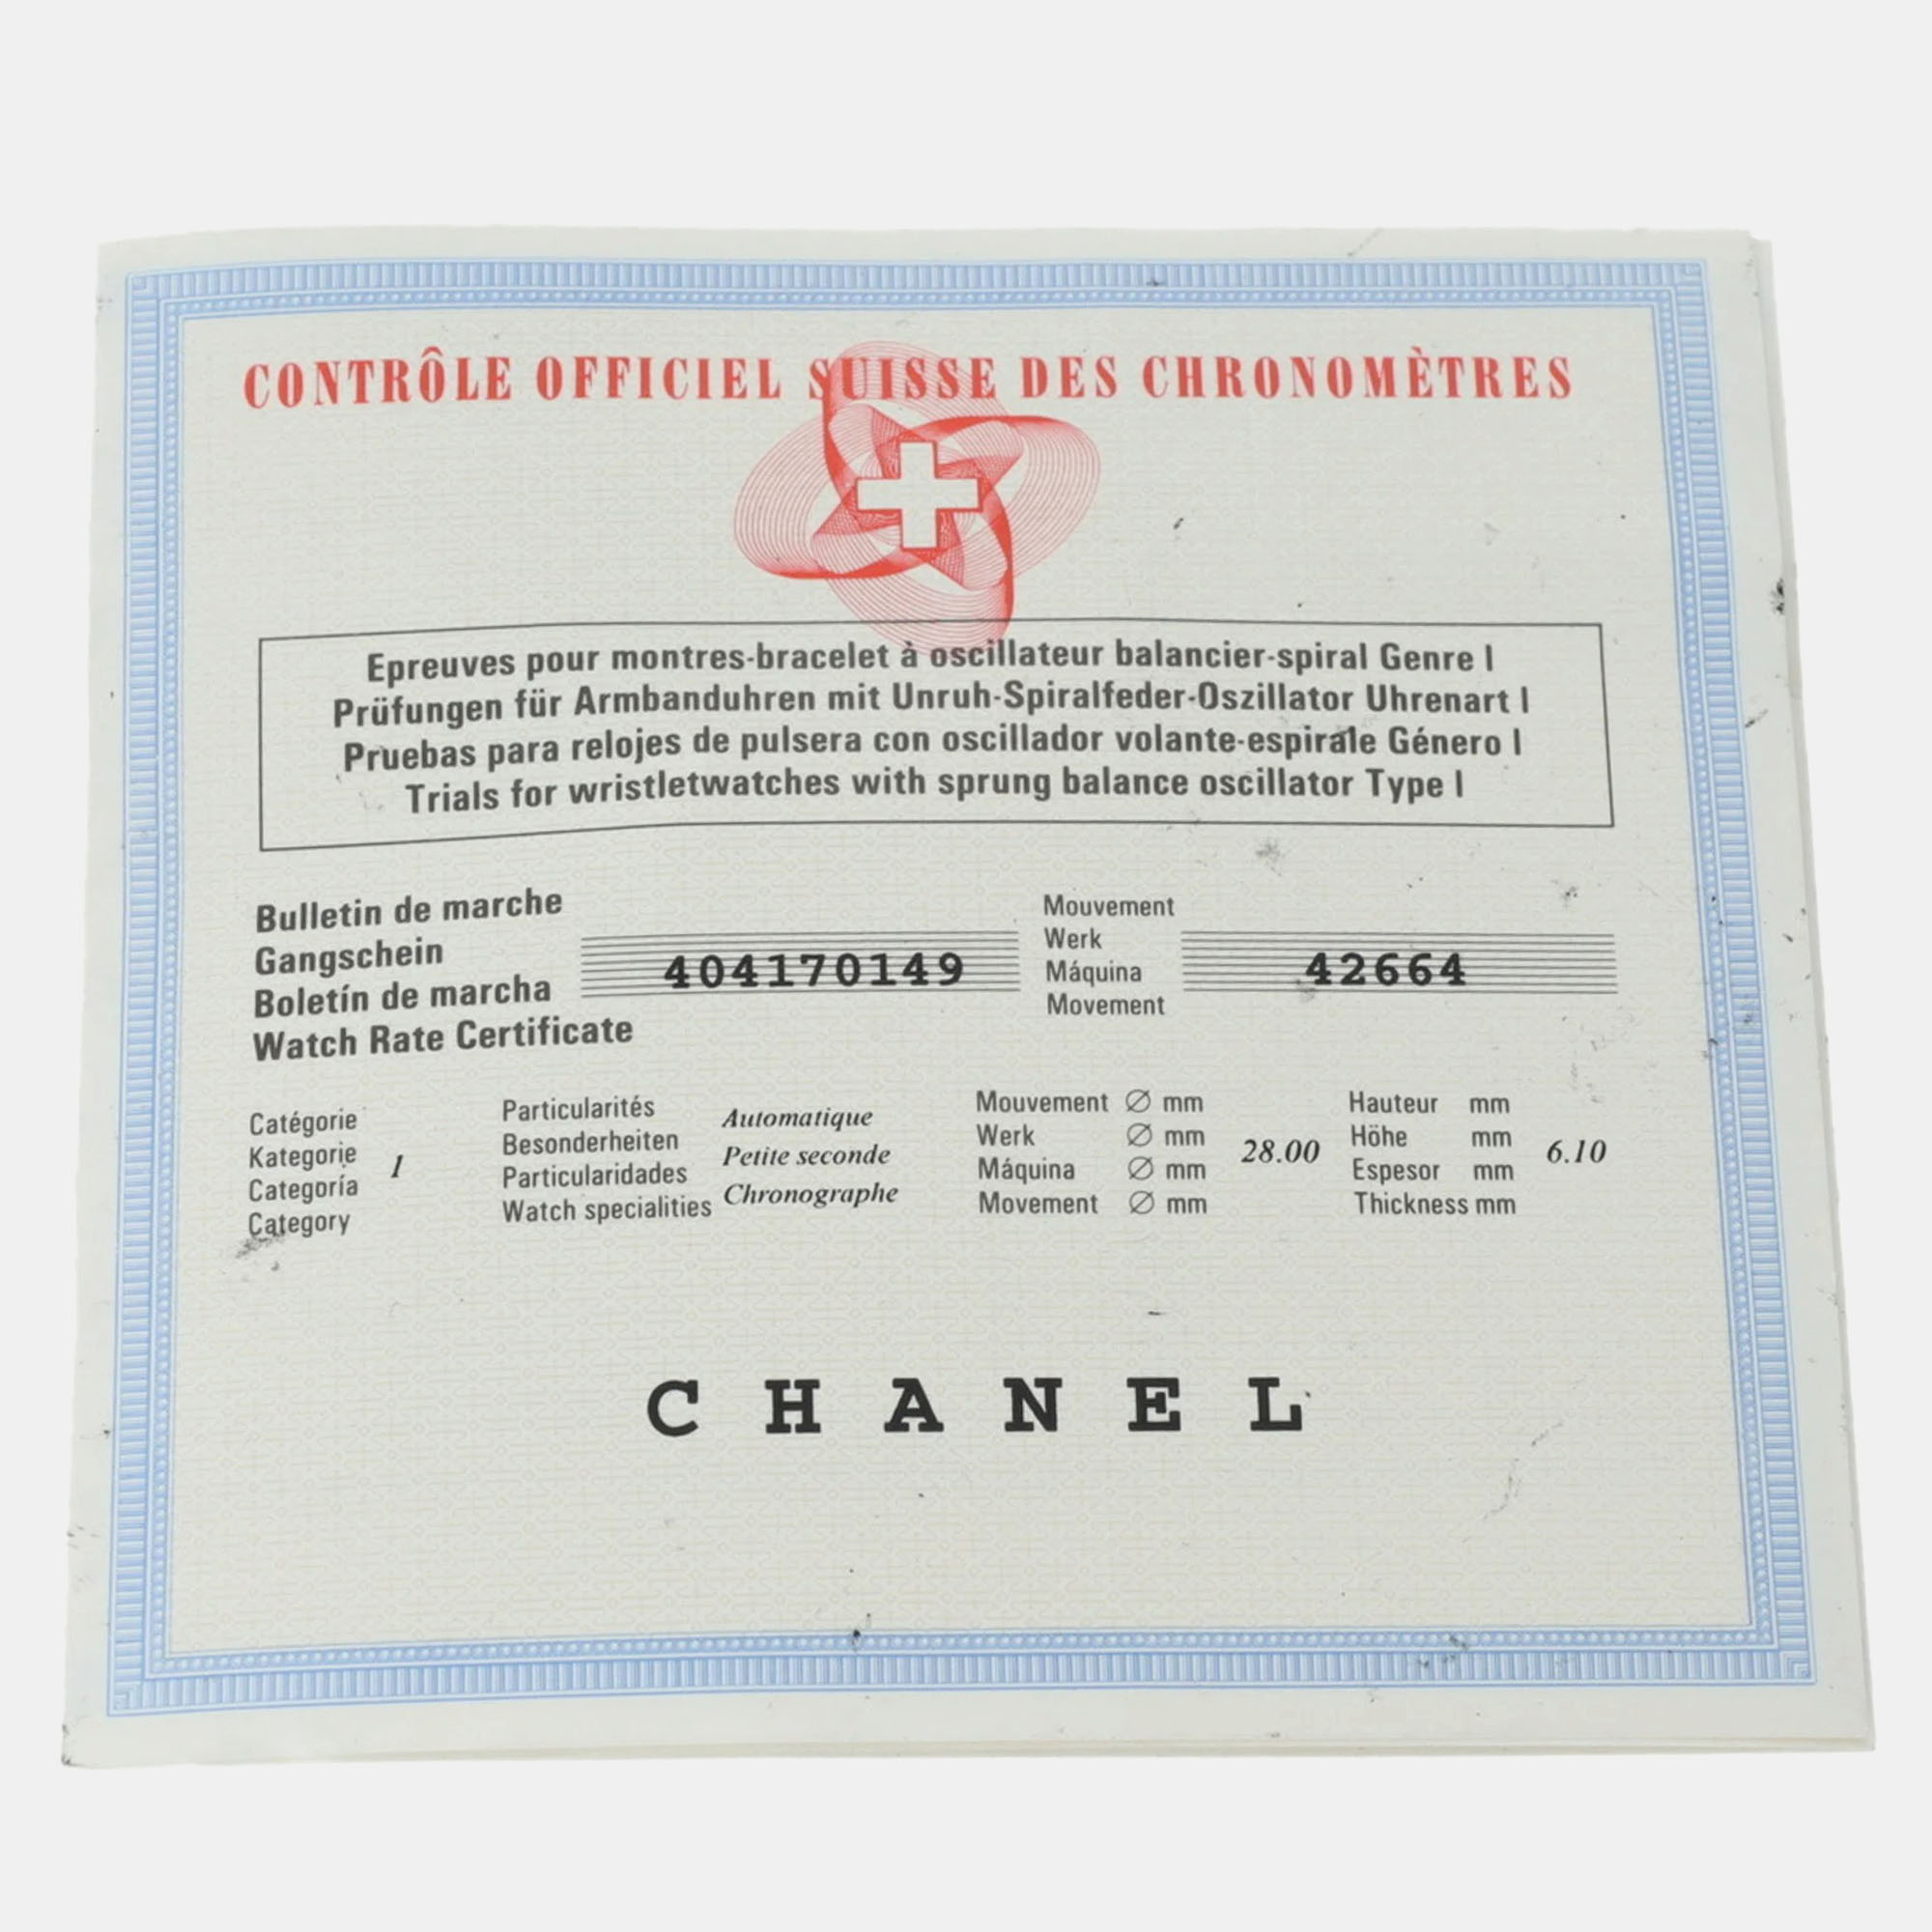 CONTRÔLE OFFICIEL SUISSE DES CHRONOMÈTRES
Epreuves pour montres-bracelet à oscillateur balancier-spiral Genre I
Prüfungen für Armbanduhren mit Unruh-Spiralfeder-Oszillator Uhrenart I
Pruebas para relojes de pulsera con oscillador volante-espirale Género I
Trials for wristletwatches with sprung balance oscillator Type I
Bulletin de marche
Gangschein
Boletín de marcha
Watch Rate Certificate
404170149
Mouvement
Werk
Máquina
Movement
42664
Catégorie
Kategorie
Categoría
Category
1
Particularités
Besonderheiten
Particularidades
Watch specialities
Automatique
Petite seconde
Chronographe
Mouvement ∅ mm
Werk ∅ mm
Máquina ∅ mm
Movement ∅ mm
28.00
Hauteur mm
Höhe mm
Espesor mm
Thickness mm
6.10
CHANEL